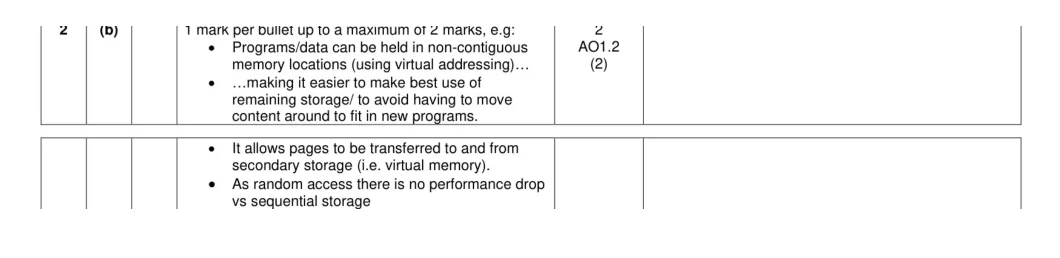 2 (b) 1 mark per bullet up to a maximum of 2 marks, e.g: 2
• Programs/data can be held in non-contiguous AO1.2
memory locations (using virtual addressing)… (2)
• …making it easier to make best use of
remaining storage/ to avoid having to move
content around to fit in new programs.
• It allows pages to be transferred to and from
secondary storage (i.e. virtual memory).
• As random access there is no performance drop
vs sequential storage